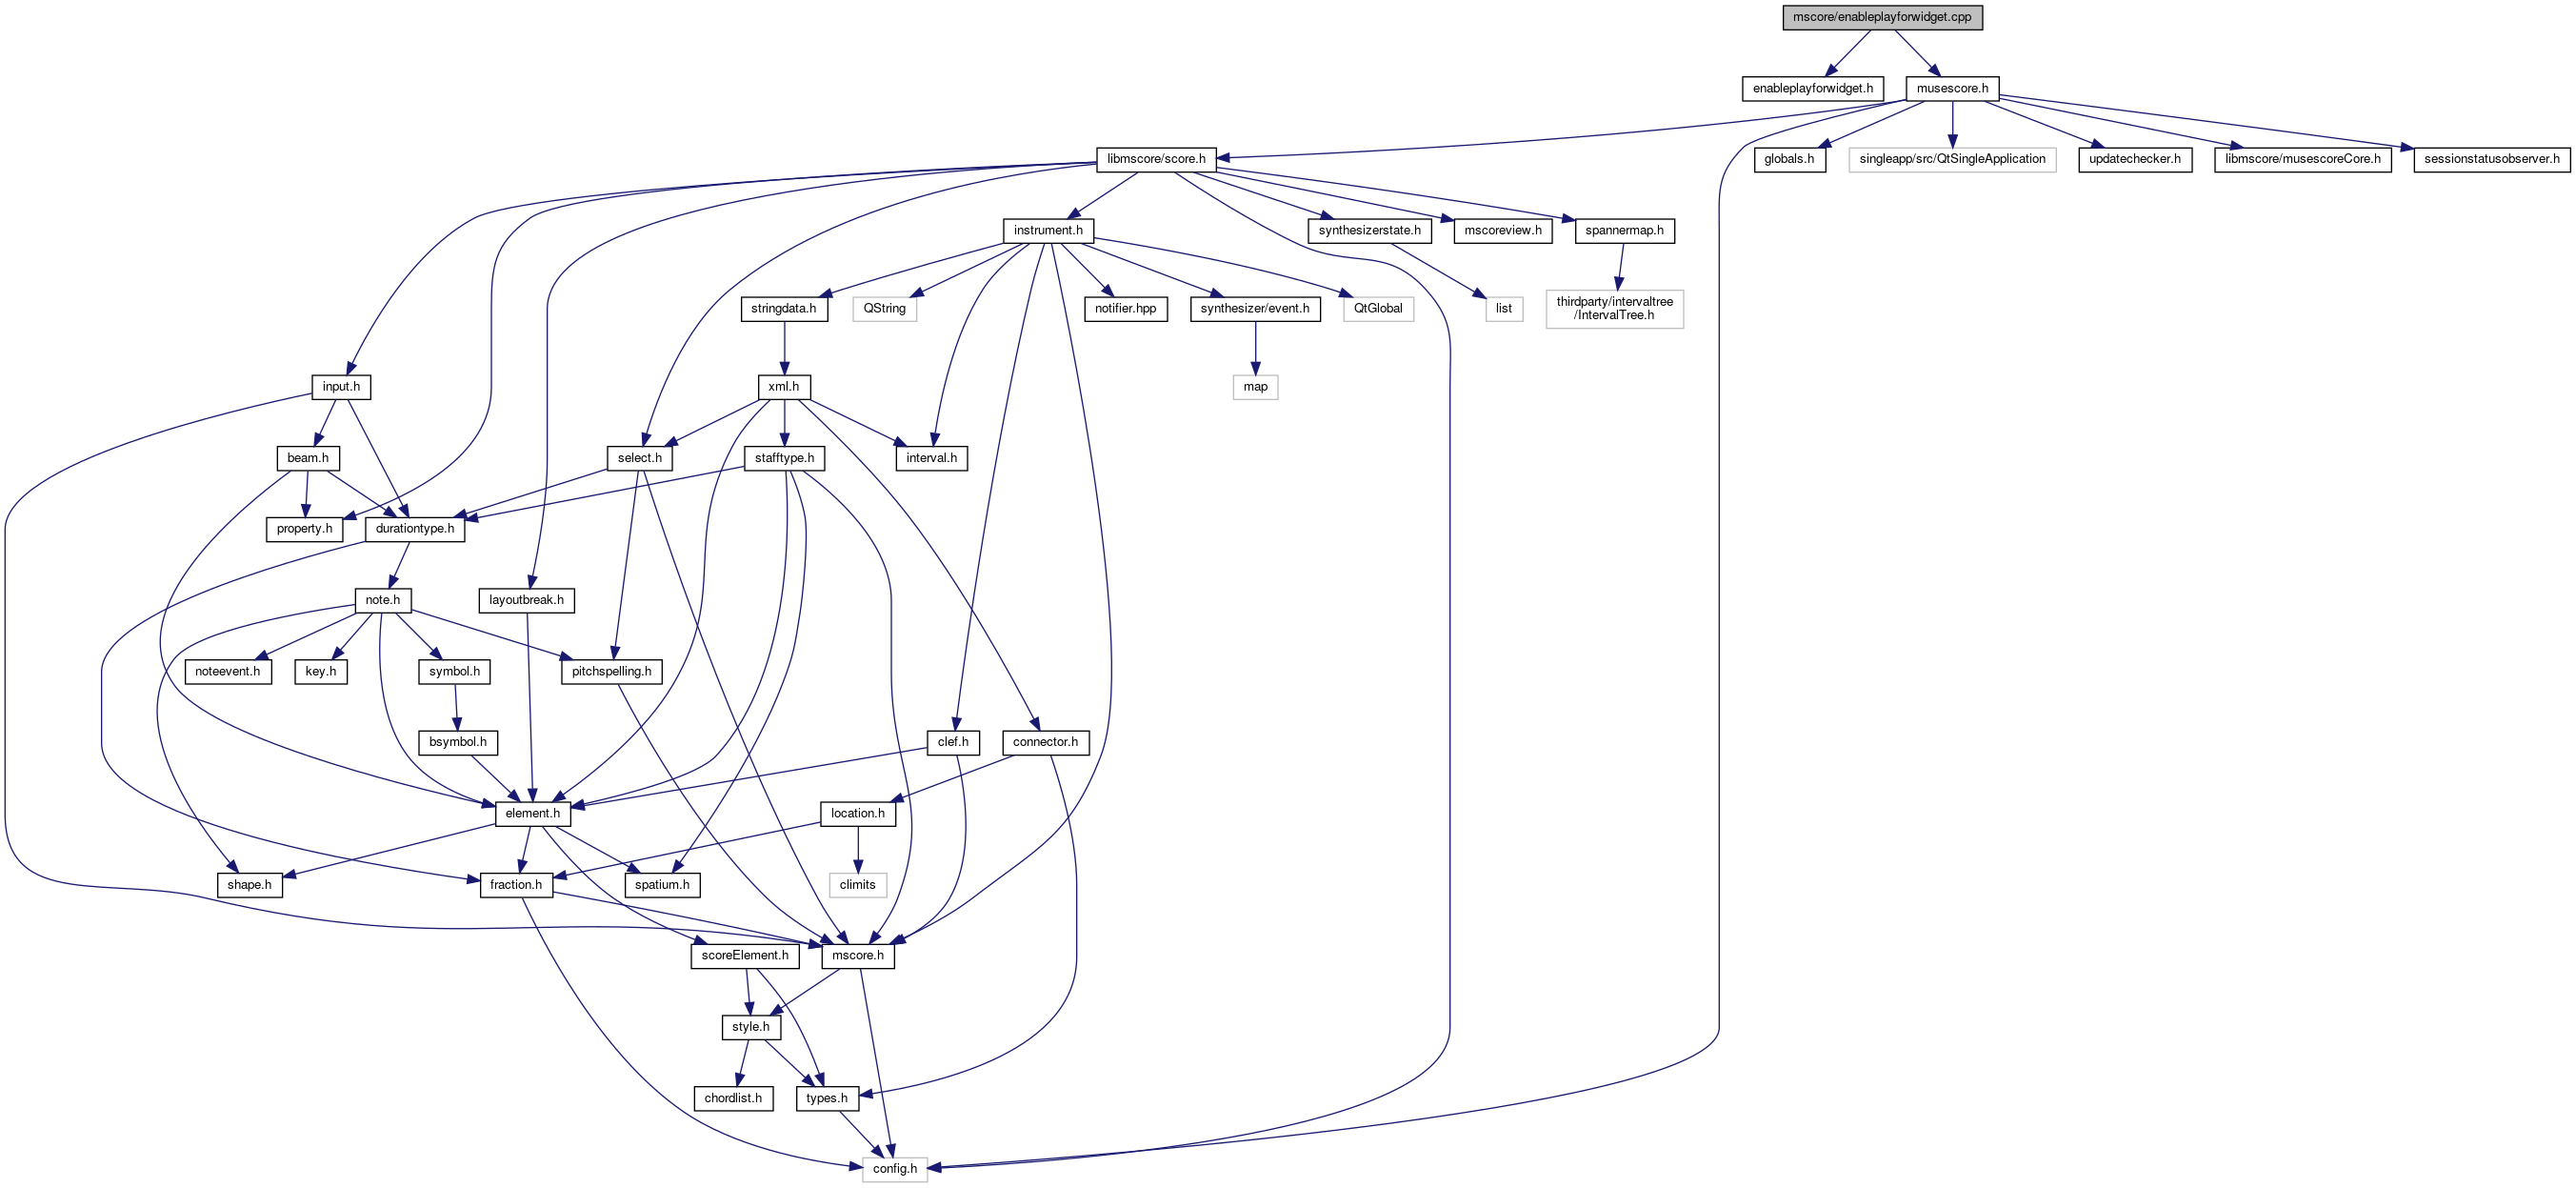 mscore/enableplayforwidget.cpp
enableplayforwidget.h
musescore.h
libmscore/score.h
globals.h
singleapp/src/QtSingleApplication
updatechecker.h
libmscore/musescoreCore.h
sessionstatusobserver.h
instrument.h
synthesizerstate.h
mscoreview.h
spannermap.h
stringdata.h
QString
notifier.hpp
synthesizer/event.h
QtGlobal
list
thirdparty/intervaltree
/IntervalTree.h
input.h
xml.h
map
beam.h
select.h
stafftype.h
interval.h
property.h
durationtype.h
note.h
layoutbreak.h
noteevent.h
key.h
symbol.h
pitchspelling.h
bsymbol.h
clef.h
connector.h
element.h
location.h
shape.h
fraction.h
spatium.h
climits
scoreElement.h
mscore.h
style.h
chordlist.h
types.h
config.h